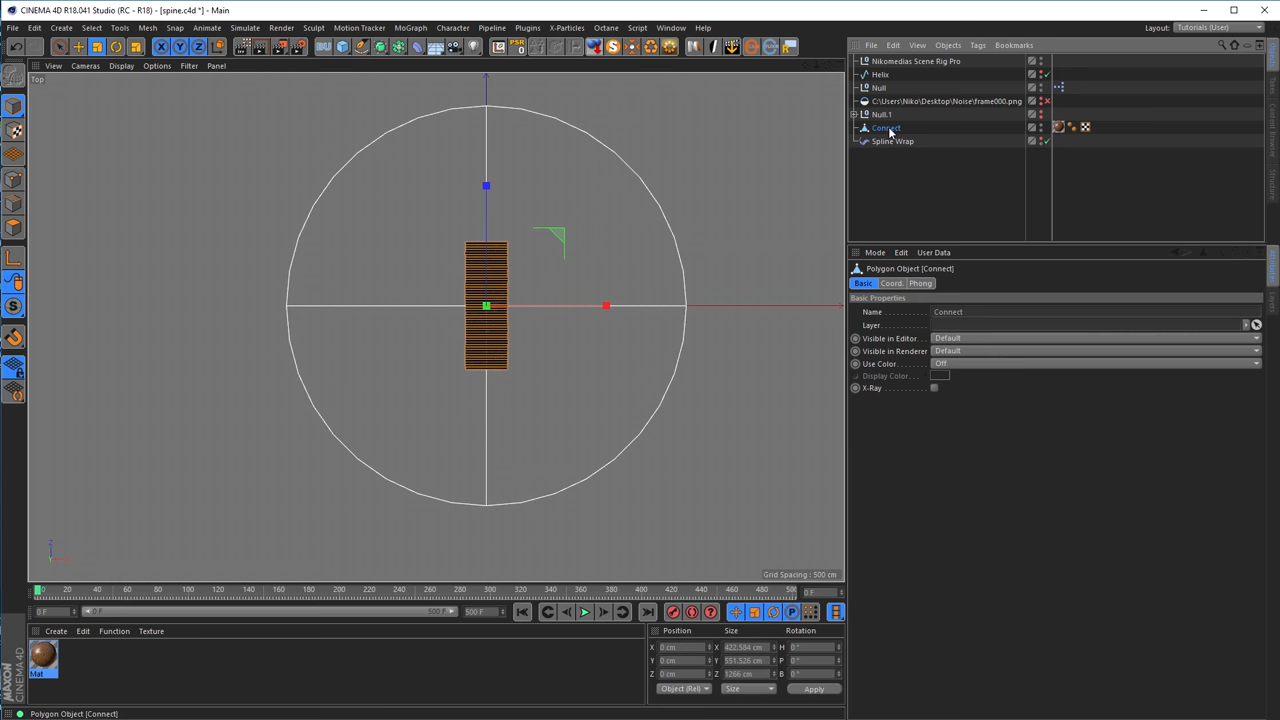 CINEMA 4D R18.041 Studio (RC - R18) - [spine.c4d *] - Main
File Edit Create Select Tools Mesh Snap Animate Simulate Render Sculpt Motion Tracker MoGraph Character Pipeline Plugins X-Particles Octane Script Window Help
Layout: Tutorials (User)
PSR
X Y Z
View Cameras Display Options Filter Panel
Top
File Edit View Objects Tags Bookmarks
Nikomedias Scene Rig Pro
Helix
Null
C:\Users\Niko\Desktop\Noise\frame000.png
Null.1
Connect
Spline Wrap
Mode Edit User Data
Polygon Object [Connect]
Basic Coord. Phong
Basic Properties
Name Connect
Layer
Visible in Editor Default
Visible in Renderer Default
Use Color Off
Display Color
X-Ray
Grid Spacing : 500 cm
0 20 40 60 80 100 120 140 160 180 200 220 240 260 280 300 320 340 360 380 400 420 440 460 480 500 0 F
0 F 0 F 500 F 500 F
Create Edit Function Texture
Mat
Position Size Rotation
X 0 cm X 422.584 cm H 0 °
Y 0 cm Y 551.526 cm P 0 °
Z 0 cm Z 1266 cm B 0 °
Object (Rel) Size Apply
MAXON CINEMA 4D
Polygon Object [Connect]